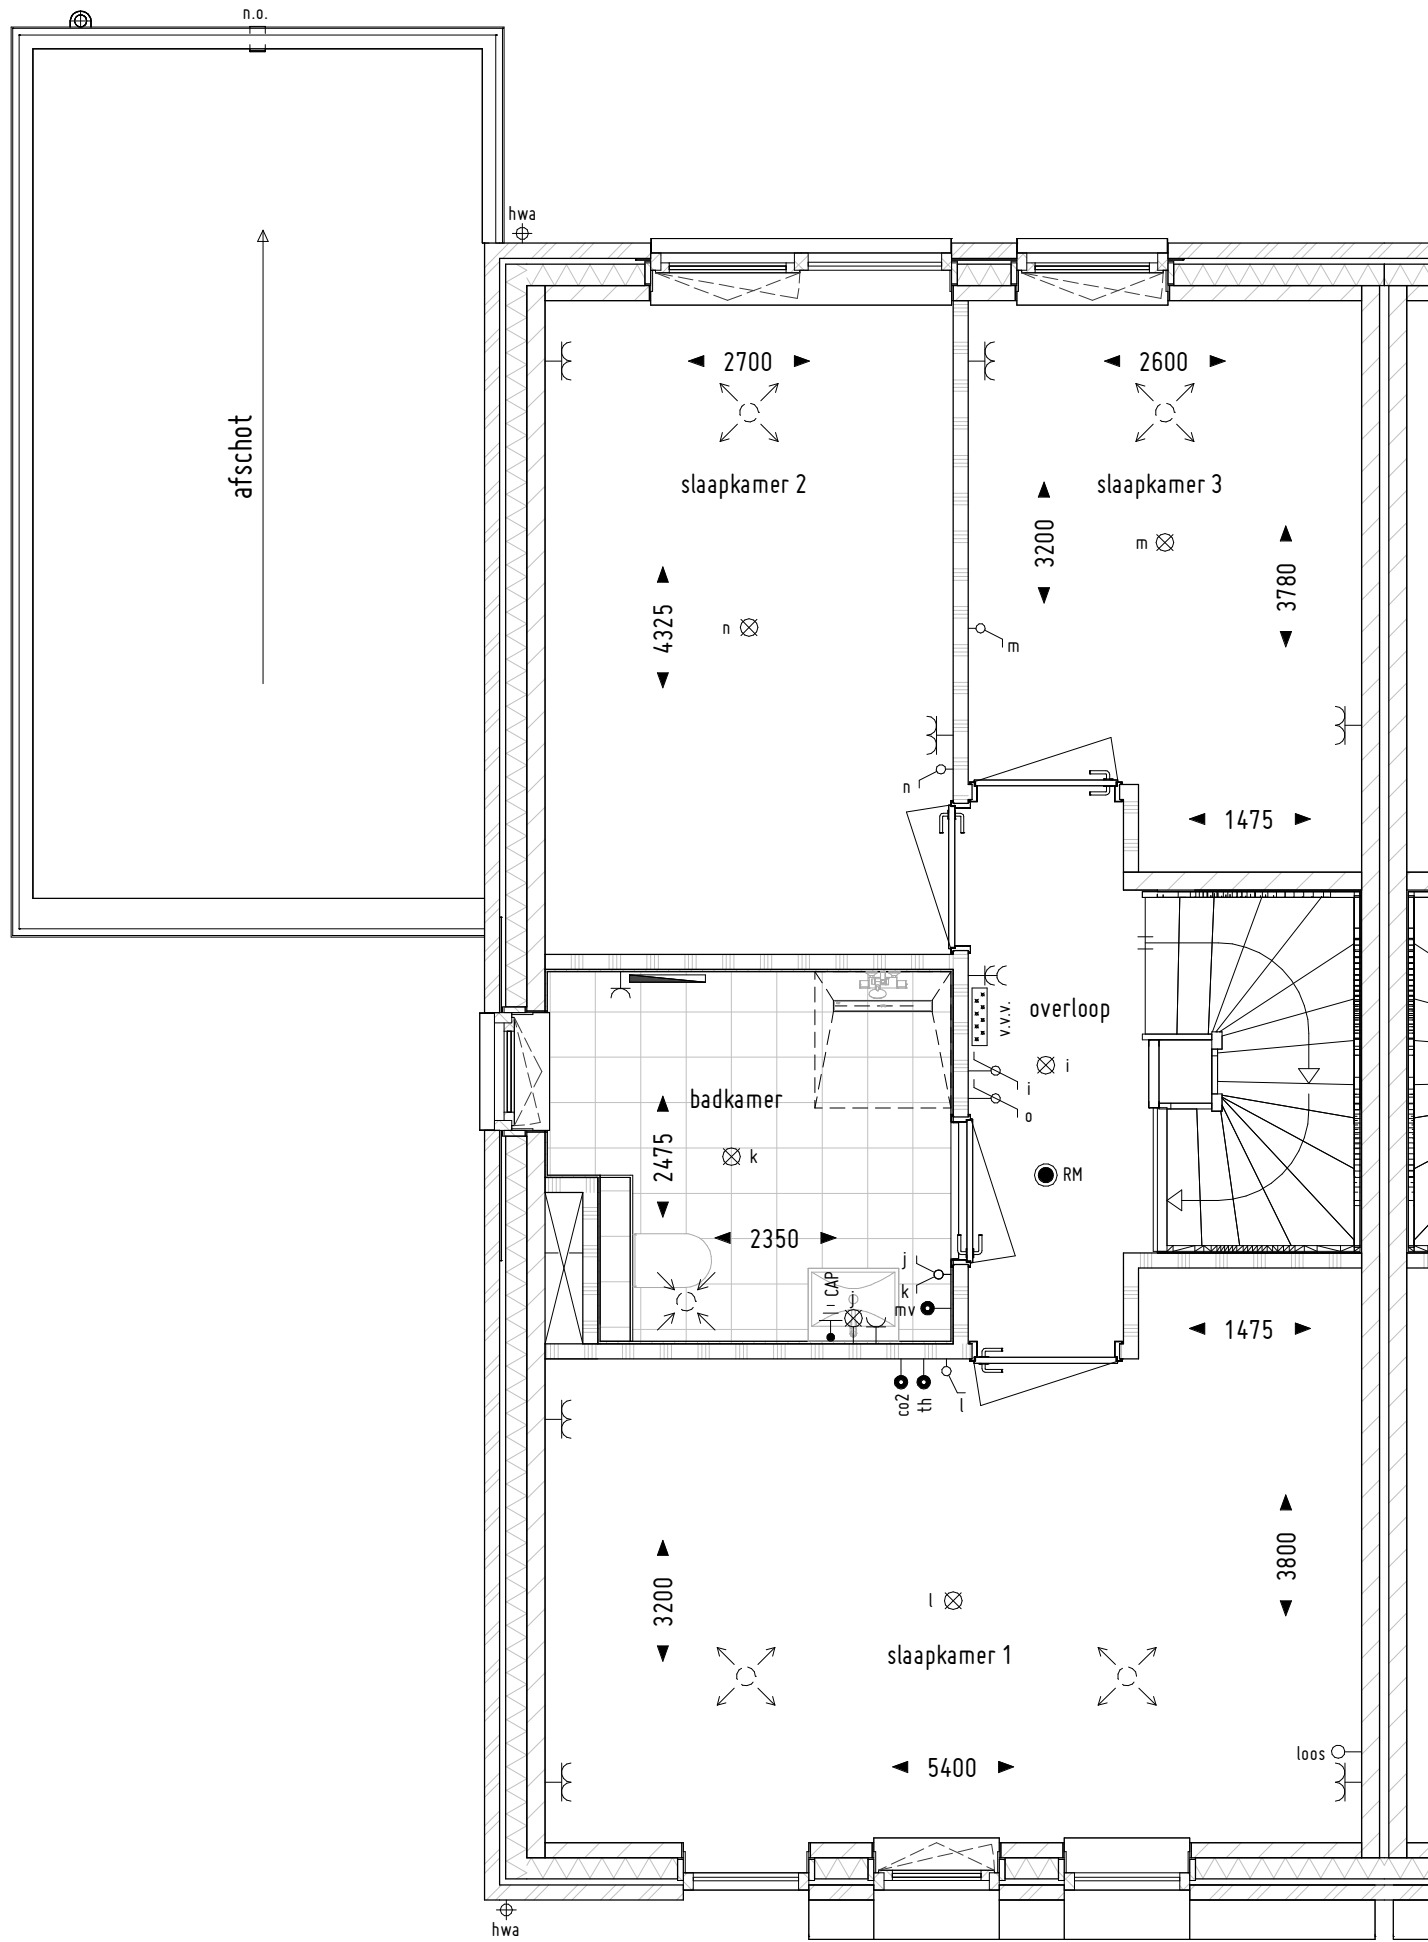 n.o.
hwa
afschot
2700
2600
slaapkamer 2
slaapkamer 3
m
3200
3780
4325
n
m
n
1475
v.v.v.
overloop
i
i
o
badkamer
2475
k
RM
2350
j
k
mv
CAP
j
1475
co2
th
l
3200
3800
l
slaapkamer 1
loos
5400
hwa